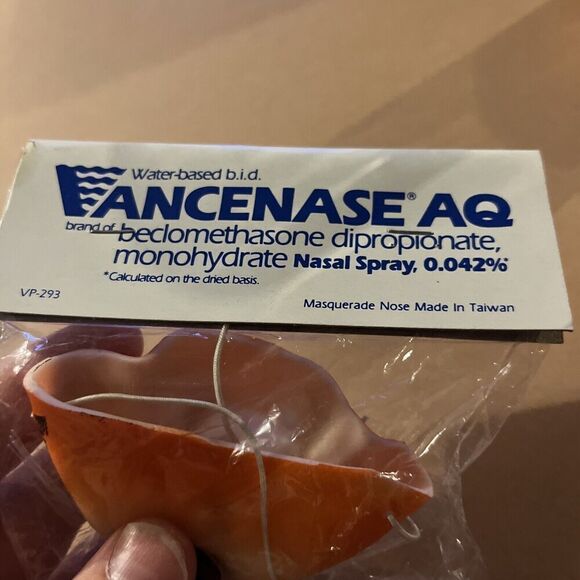 Water-based b.i.d.
VANCENASE® AQ
brand of beclomethasone dipropionate,
monohydrate Nasal Spray, 0.042%*
*Calculated on the dried basis.
VP-293
Masquerade Nose Made In Taiwan